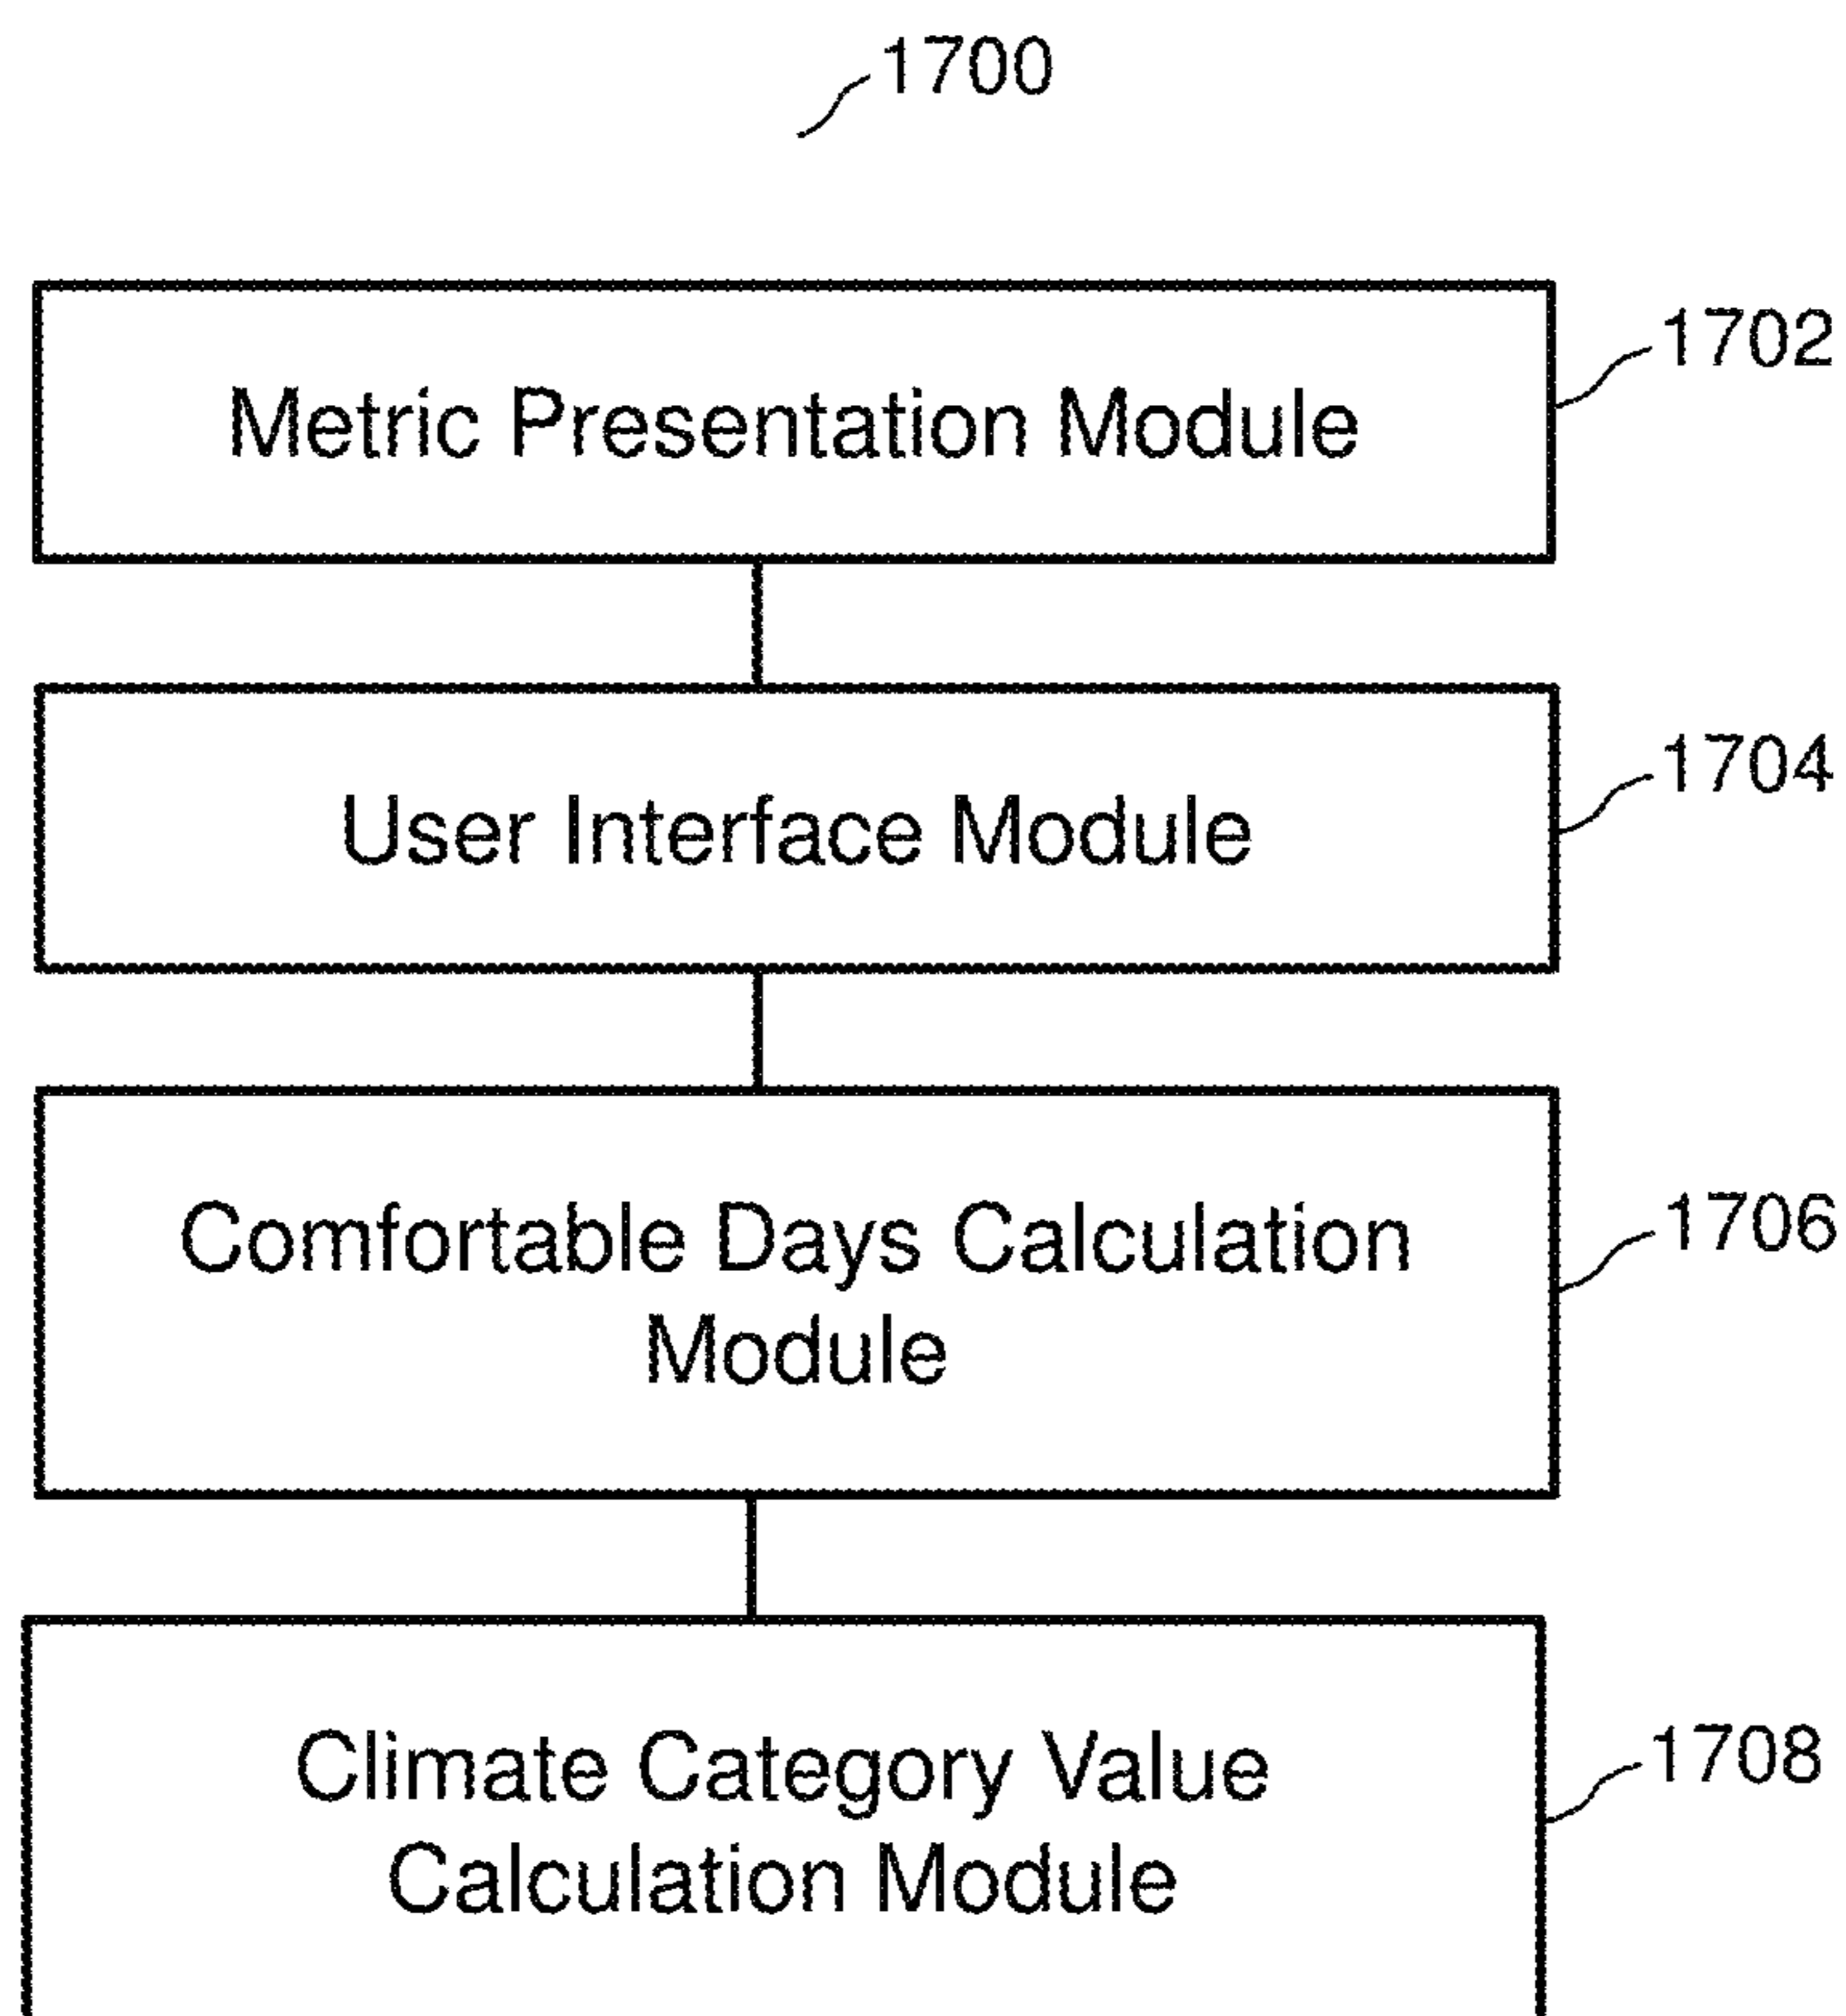 1700
Metric Presentation Module
1702
User Interface Module
1704
Comfortable Days Calculation
Module
1706
Climate Category Value
Calculation Module
1708